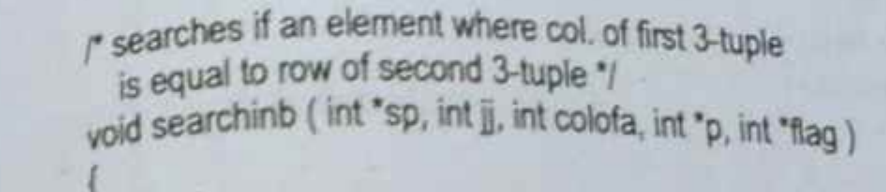 /* searches if an element where col. of first 3-tuple
is equal to row of second 3-tuple */
void searchinb ( int *sp, int jj, int colofa, int *p, int *flag )
{